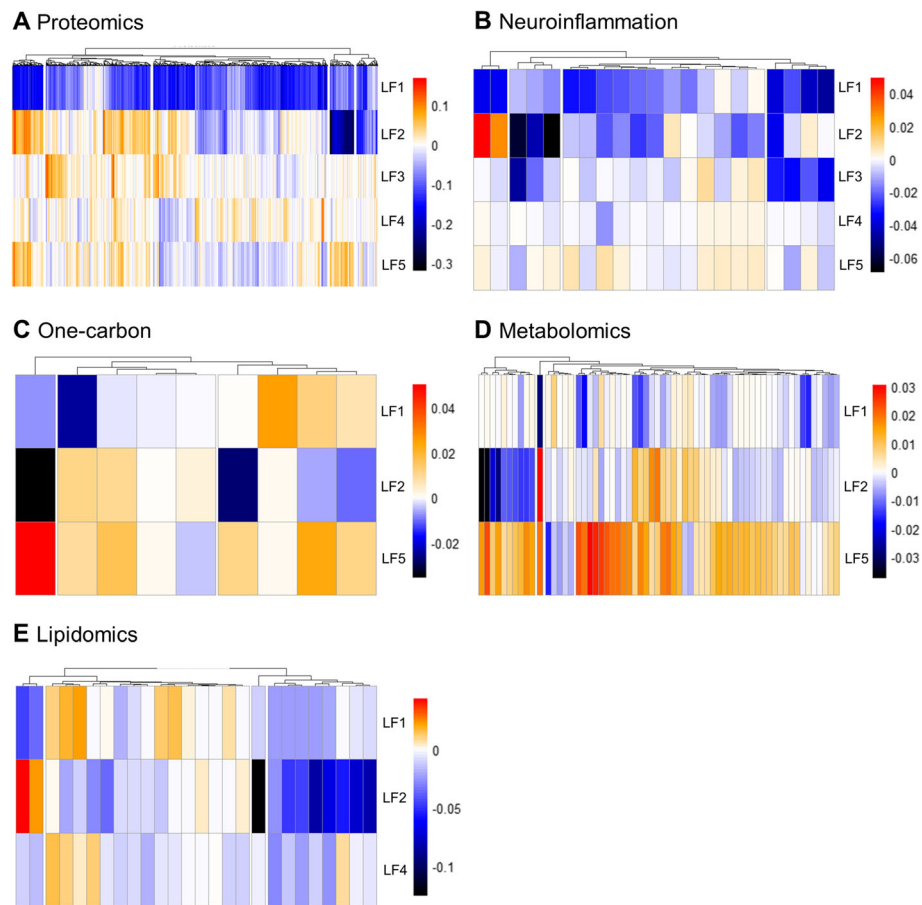 A Proteomics
LF1
LF2
LF3
LF4
LF5
0.1
0
-0.1
-0.2
-0.3
B Neuroinflammation
LF1
LF2
LF3
LF4
LF5
0.04
0.02
0
-0.02
-0.04
-0.06
C One-carbon
LF1
LF2
LF5
0.04
0.02
0
-0.02
D Metabolomics
LF1
LF2
LF5
0.03
0.02
0.01
0
-0.01
-0.02
-0.03
E Lipidomics
LF1
LF2
LF4
0
-0.05
-0.1